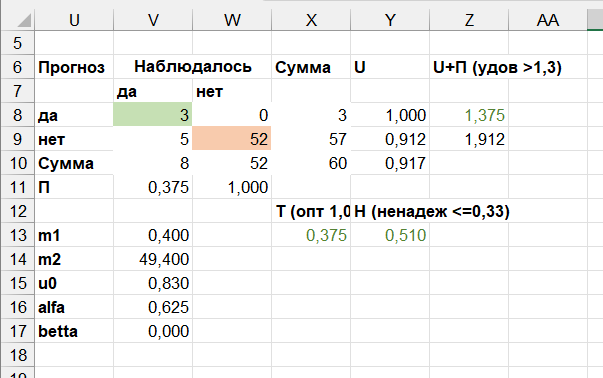 U V W X Y Z AA
5
6 Прогноз Наблюдалось Сумма U U+П (удов >1,3)
7 да нет
8 да 3 0 3 1,000 1,375
9 нет 5 52 57 0,912 1,912
10 Сумма 8 52 60 0,917
11 П 0,375 1,000
12 Т (опт 1,0 Н (ненадеж <=0,33)
13 m1 0,400 0,375 0,510
14 m2 49,400
15 u0 0,830
16 alfa 0,625
17 betta 0,000
18